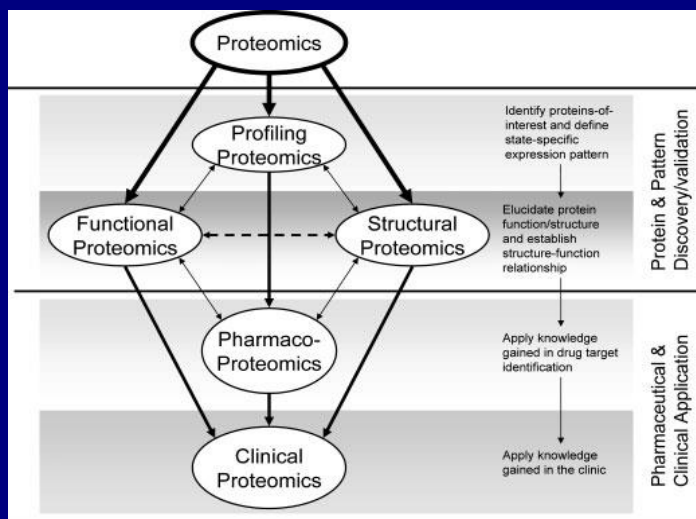 Proteomics
Profiling
Proteomics
Identify proteins-of-
interest and define
state-specific
expression pattern
Functional
Proteomics
Structural
Proteomics
Elucidate protein
function/structure
and establish
structure-function
relationship
Protein & Pattern
Discovery/validation
Pharmaco-
Proteomics
Apply knowledge
gained in drug target
identification
Clinical
Proteomics
Apply knowledge
gained in the clinic
Pharmaceutical &
Clinical Application